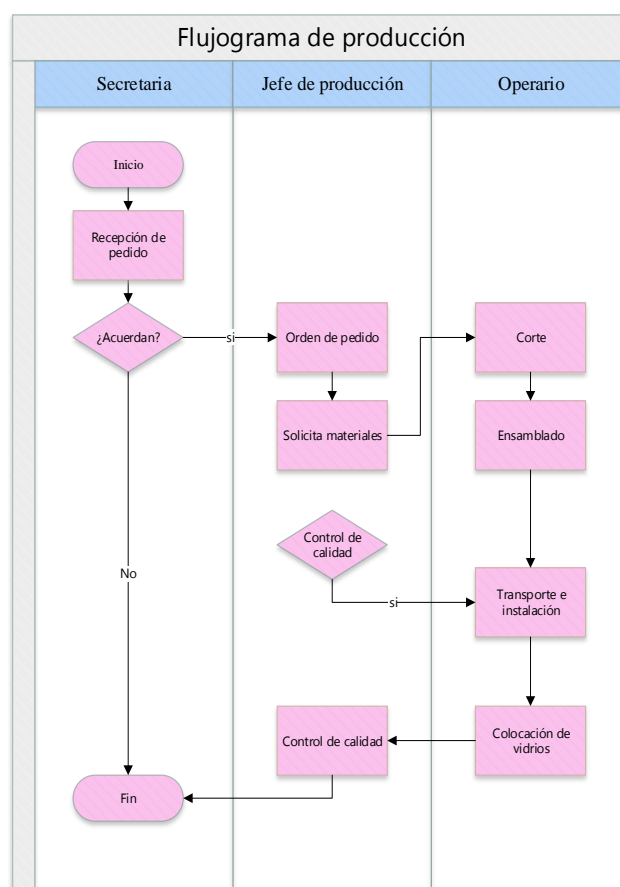 Flujograma de producción
Secretaria
Jefe de producción
Operario
Inicio
Recepción de
pedido
¿Acuerdan?
si
Orden de pedido
Corte
Solicita materiales
Ensamblado
Control de
calidad
No
si
Transporte e
instalación
Control de calidad
Colocación de
vidrios
Fin